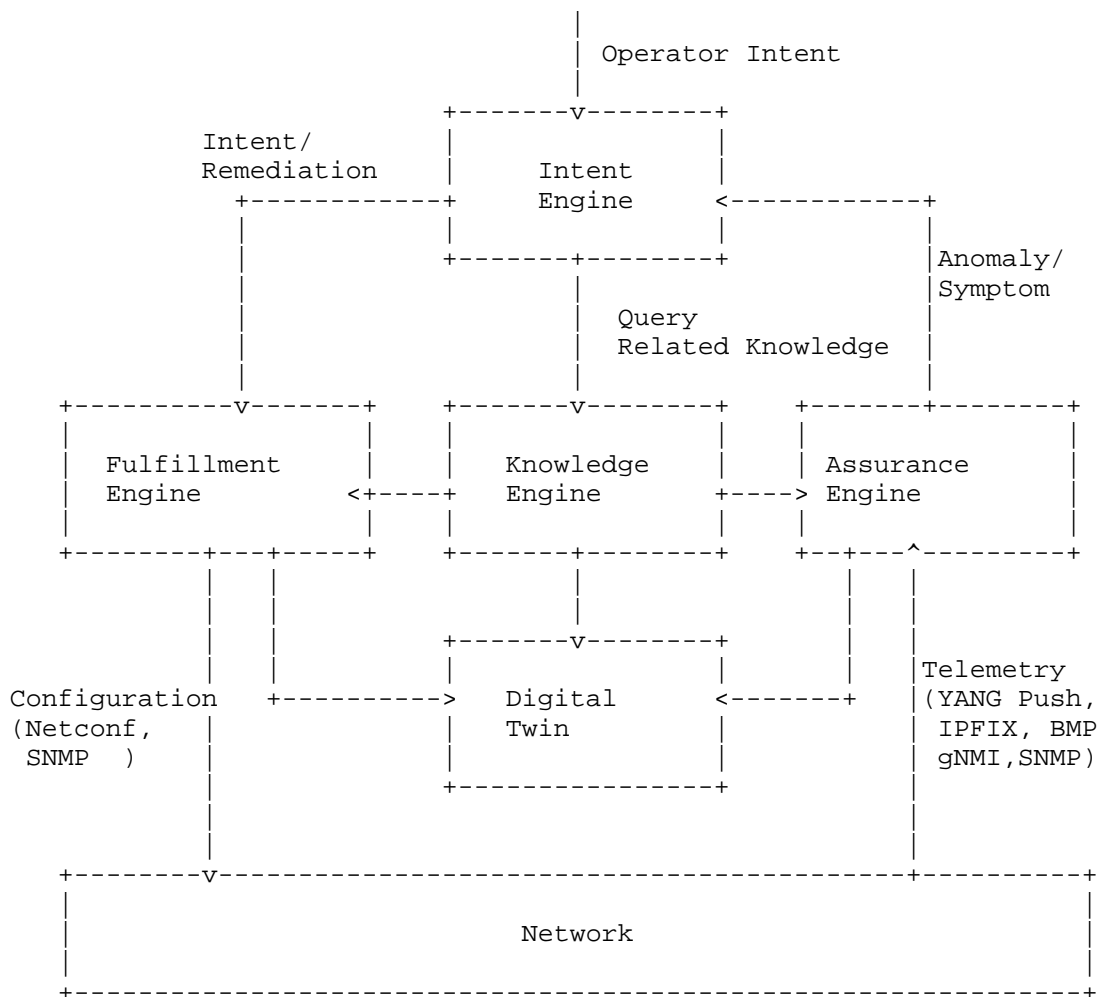 Operator Intent
Intent/
Remediation
Intent
Engine
Anomaly/
Symptom
Query
Related Knowledge
Fulfillment
Engine
Knowledge
Engine
Assurance
Engine
Configuration
(Netconf,
SNMP )
Digital
Twin
Telemetry
(YANG Push,
IPFIX, BMP
gNMI,SNMP)
Network